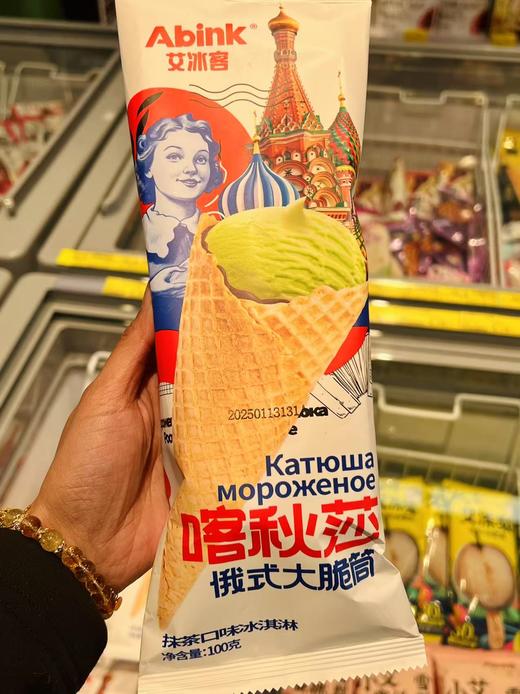 Abink®
艾冰客
20250113131
Катюша
мороженое
喀秋莎
俄式大脆筒
抹茶口味冰淇淋
净含量:100克